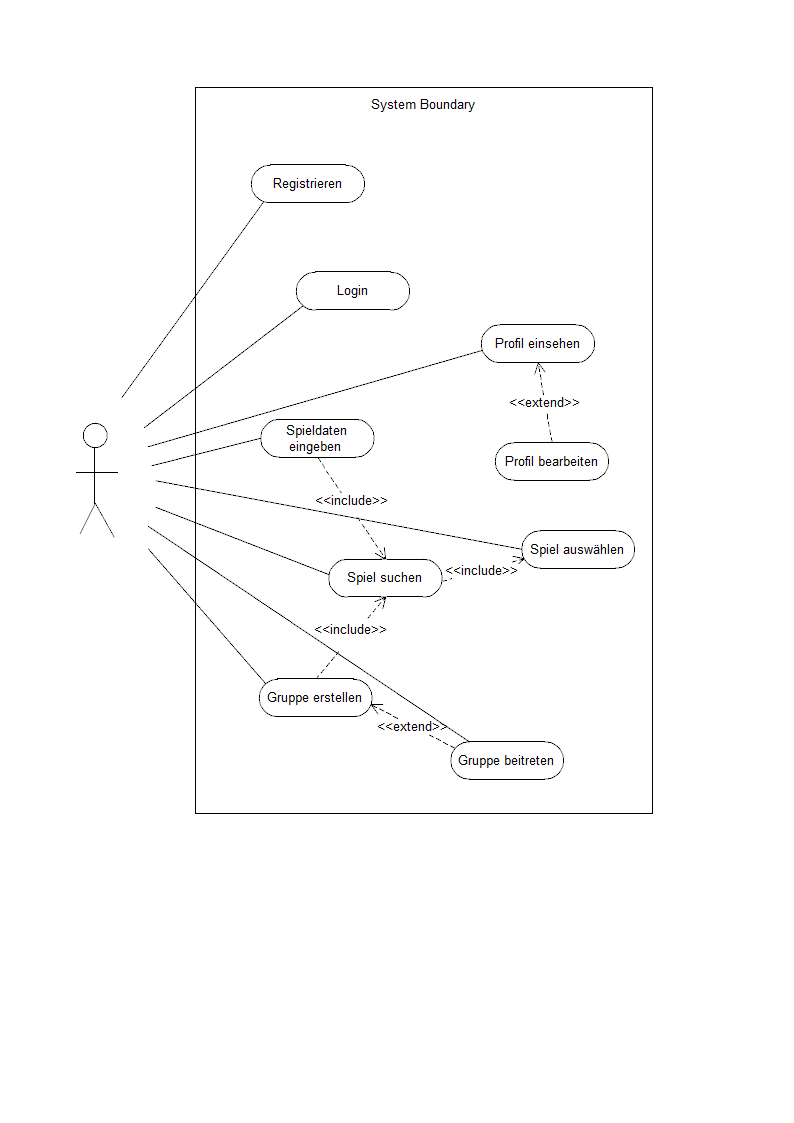 System Boundary
Registrieren
Login
Profil einsehen
<<extend>>
Spieldaten
eingeben
Profil bearbeiten
<<include>>
Spiel auswählen
<<include>>
Spiel suchen
<<include>>
Gruppe erstellen
<<extend>>
Gruppe beitreten